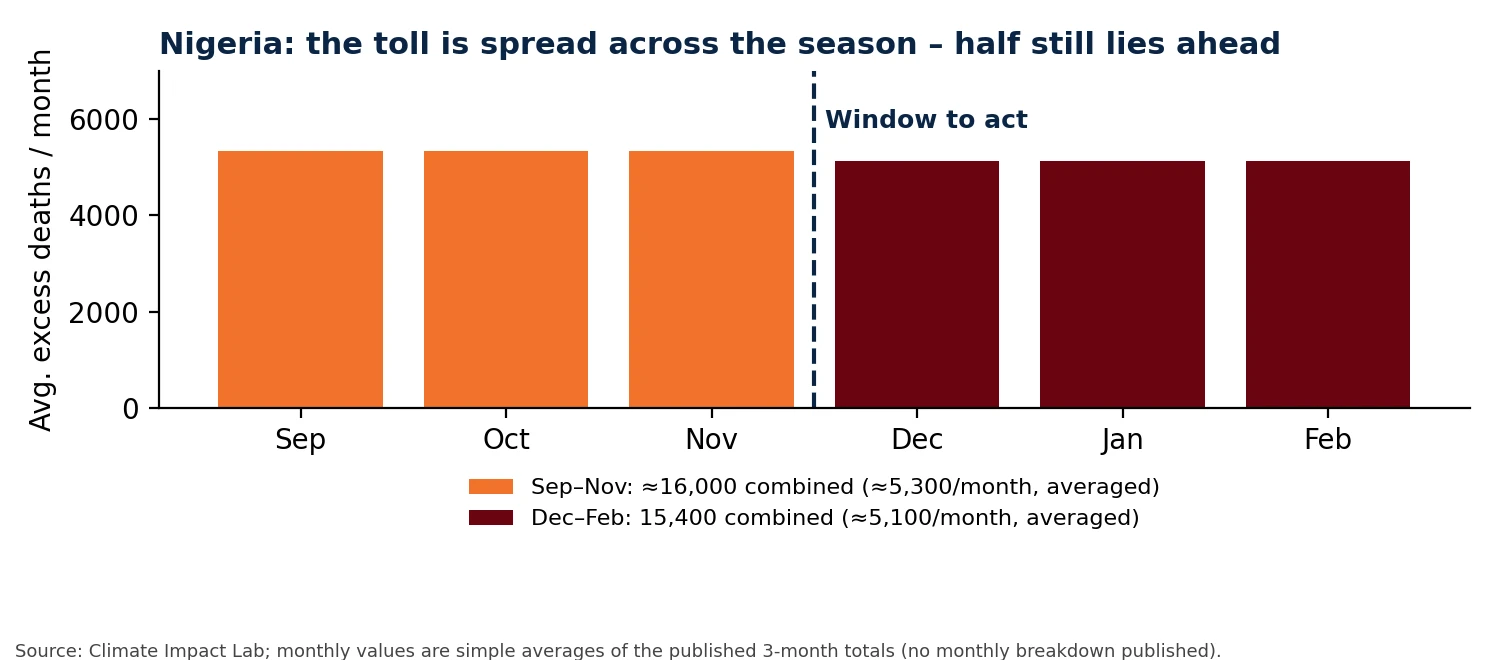 Nigeria: the toll is spread across the season – half still lies ahead
Avg. excess deaths / month
6000
4000
2000
0
Window to act
Sep Oct Nov Dec Jan Feb
Sep–Nov: ≈16,000 combined (≈5,300/month, averaged)
Dec–Feb: 15,400 combined (≈5,100/month, averaged)
Source: Climate Impact Lab; monthly values are simple averages of the published 3-month totals (no monthly breakdown published).